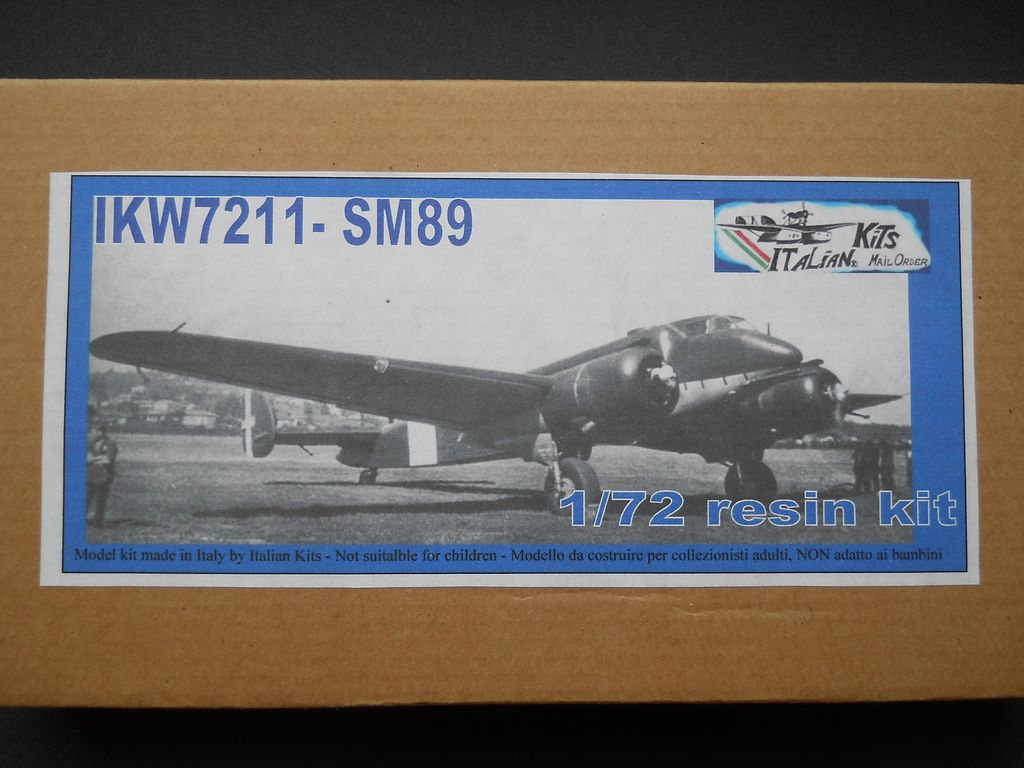 IKW7211- SM89
KiTs
ITALiAN® MAiL ORDER
1/72 resin kit
Model kit made in Italy by Italian Kits - Not suitalble for children - Modello da costruire per collezionisti adulti, NON adatto ai bambini